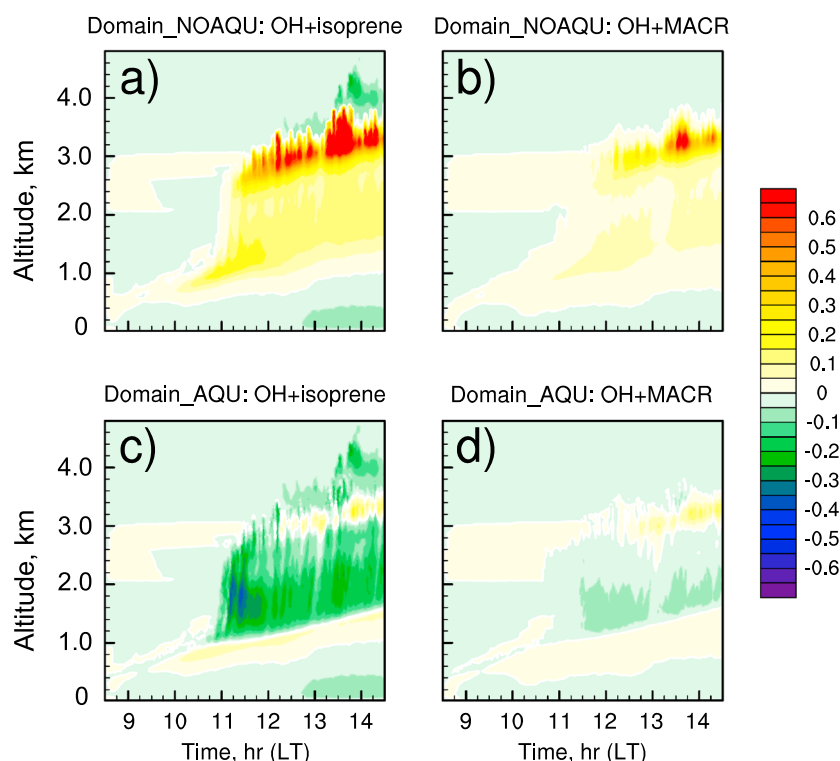 Domain_NOAQU: OH+isoprene
Domain_NOAQU: OH+MACR
a)
b)
4.0
3.0
2.0
1.0
0
Altitude, km
Domain_AQU: OH+isoprene
Domain_AQU: OH+MACR
c)
d)
4.0
3.0
2.0
1.0
0
Altitude, km
9 10 11 12 13 14
9 10 11 12 13 14
Time, hr (LT)
Time, hr (LT)
0.6
0.5
0.4
0.3
0.2
0.1
0
-0.1
-0.2
-0.3
-0.4
-0.5
-0.6